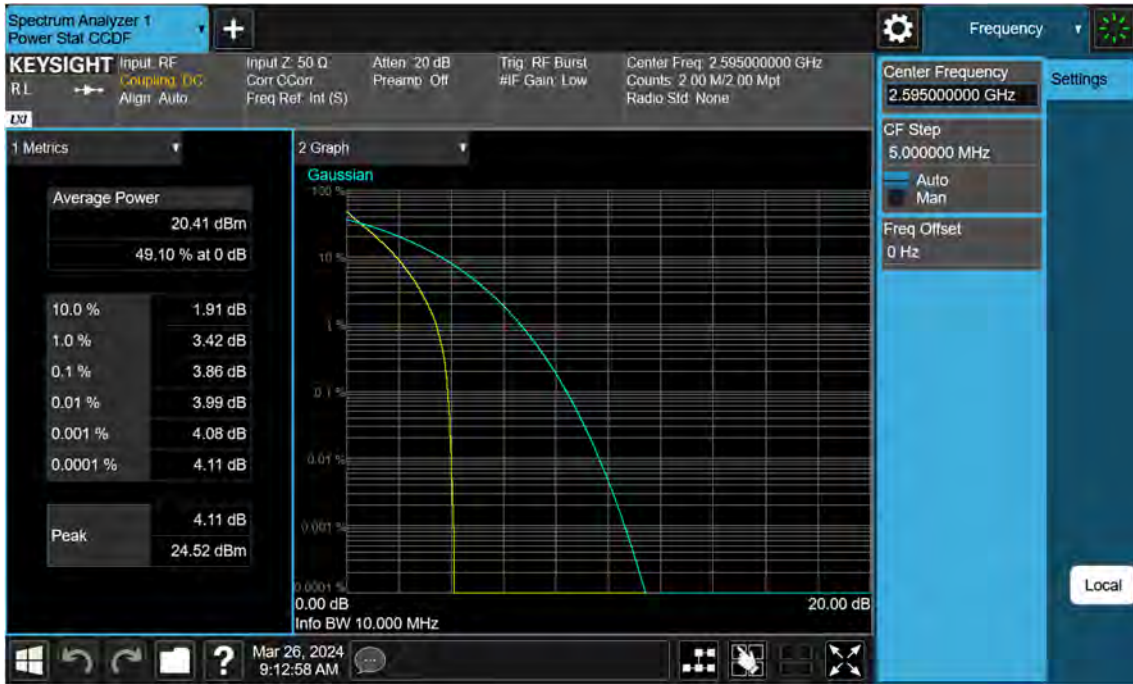 Spectrum Analyzer 1
Power Stat CCDF
+
Frequency
KEYSIGHT
RL
LXI
Input: RF
Coupling: DC
Align: Auto
Input Z: 50 Ω
Corr CCorr
Freq Ref: Int (S)
Atten: 20 dB
Preamp: Off
Trig: RF Burst
#IF Gain: Low
Center Freq: 2.595000000 GHz
Counts: 2.00 M/2.00 Mpt
Radio Std: None
Center Frequency
2.595000000 GHz
Settings
CF Step
5.000000 MHz
Auto
Man
Freq Offset
0 Hz
Local
1 Metrics
Average Power
20.41 dBm
49.10 % at 0 dB
10.0 % 1.91 dB
1.0 % 3.42 dB
0.1 % 3.86 dB
0.01 % 3.99 dB
0.001 % 4.08 dB
0.0001 % 4.11 dB
Peak 4.11 dB
24.52 dBm
2 Graph
Gaussian
100 %
10 %
1 %
0.1 %
0.01 %
0.001 %
0.0001 %
0.00 dB 20.00 dB
Info BW 10.000 MHz
?
Mar 26, 2024
9:12:58 AM